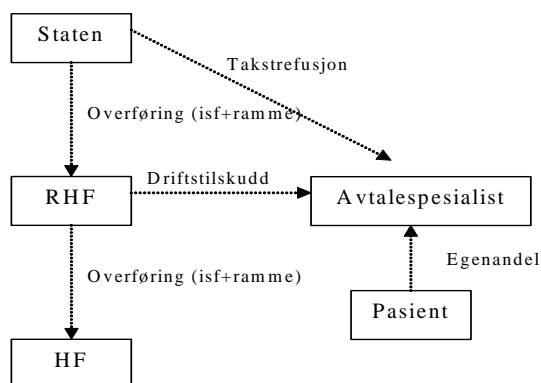 Staten
Takstrefusjon
Overføring (isf+ramme)
Driftstilskudd
RHF
Avtalespesialist
Egenandel
Overføring (isf+ramme)
Pasient
HF